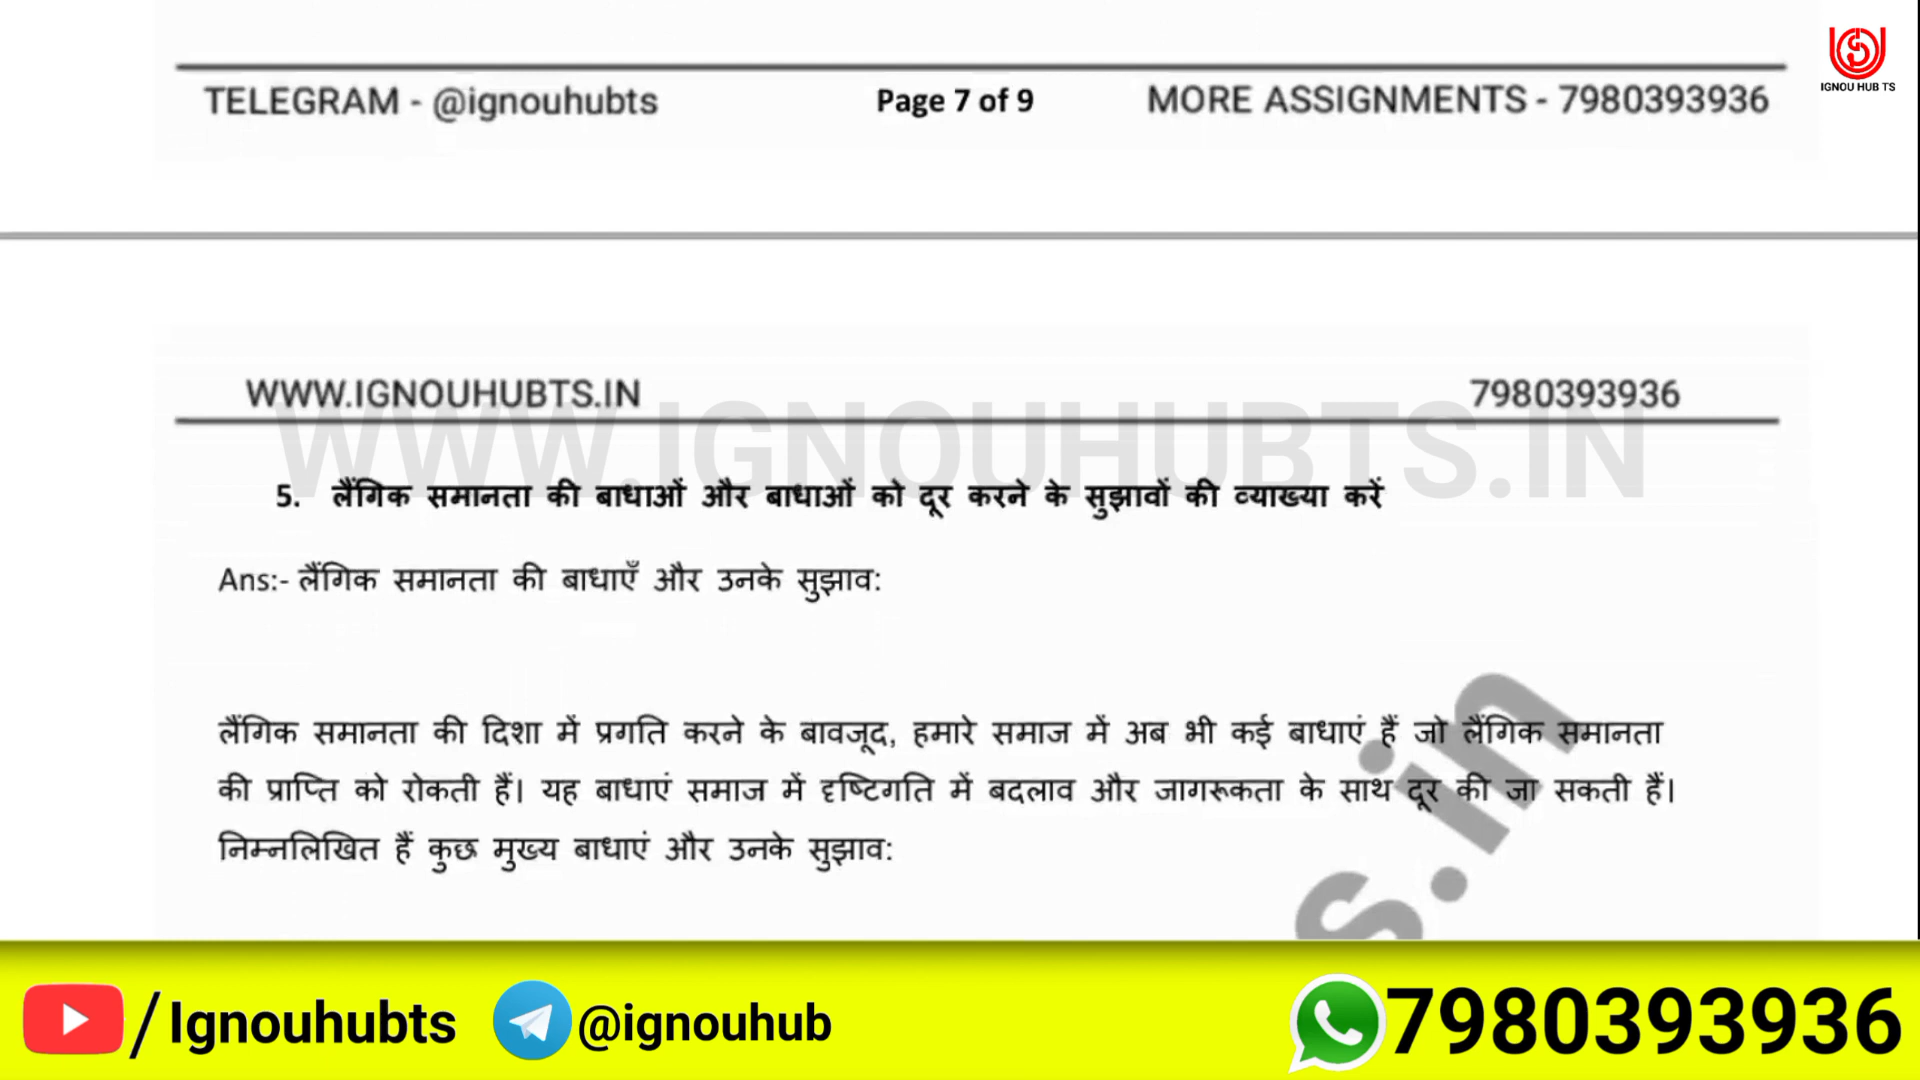 IGNOU HUB TS
TELEGRAM - @ignouhubts Page 7 of 9 MORE ASSIGNMENTS - 7980393936
WWW.IGNOUHUBTS.IN 7980393936
WWW.IGNOUHUBTS.IN
5. लैंगिक समानता की बाधाओं और बाधाओं को दूर करने के सुझावों की व्याख्या करें
Ans:- लैंगिक समानता की बाधाएँ और उनके सुझाव:
लैंगिक समानता की दिशा में प्रगति करने के बावजूद, हमारे समाज में अब भी कई बाधाएं हैं जो लैंगिक समानता
की प्राप्ति को रोकती हैं। यह बाधाएं समाज में दृष्टिगति में बदलाव और जागरूकता के साथ दूर की जा सकती हैं।
निम्नलिखित हैं कुछ मुख्य बाधाएं और उनके सुझाव:
s.in
/Ignouhubts @ignouhub 7980393936